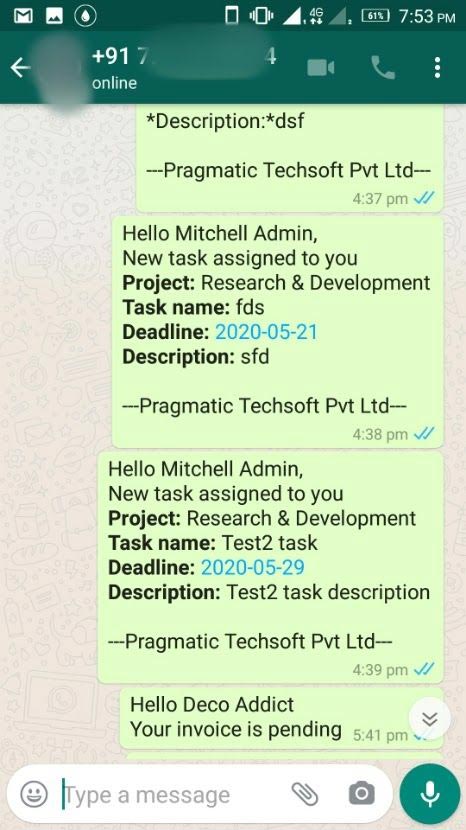 4G
61%
7:53 PM
+91 7
4
online
*Description:*dsf
---Pragmatic Techsoft Pvt Ltd---
4:37 pm
Hello Mitchell Admin,
New task assigned to you
Project: Research & Development
Task name: fds
Deadline: 2020-05-21
Description: sfd
---Pragmatic Techsoft Pvt Ltd---
4:38 pm
Hello Mitchell Admin,
New task assigned to you
Project: Research & Development
Task name: Test2 task
Deadline: 2020-05-29
Description: Test2 task description
---Pragmatic Techsoft Pvt Ltd---
4:39 pm
Hello Deco Addict
Your invoice is pending 5:41 pm
Type a message